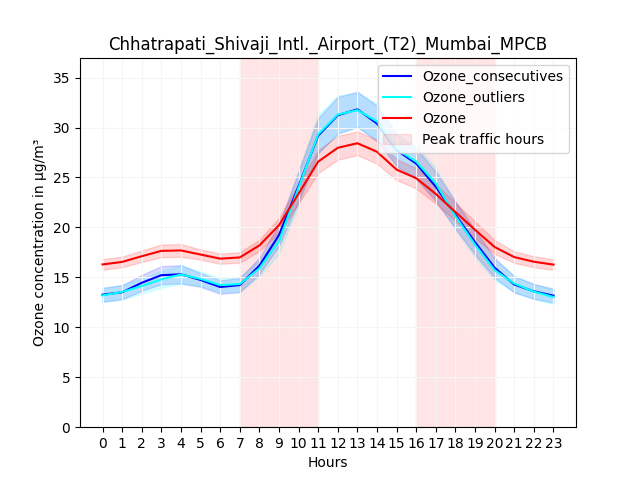 Chhatrapati_Shivaji_Intl._Airport_(T2)_Mumbai_MPCB
Ozone_consecutives
Ozone_outliers
Ozone
Peak traffic hours
Ozone concentration in µg/m³
35
30
25
20
15
10
5
0
0 1 2 3 4 5 6 7 8 9 10 11 12 13 14 15 16 17 18 19 20 21 22 23
Hours